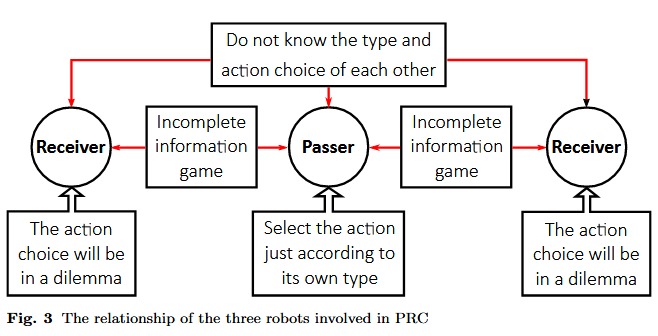 Do not know the type and
action choice of each other
Receiver
Incomplete
information
game
Passer
Incomplete
information
game
Receiver
The action
choice will be
in a dilemma
Select the action
just according to
its own type
The action
choice will be
in a dilemma
Fig. 3 The relationship of the three robots involved in PRC